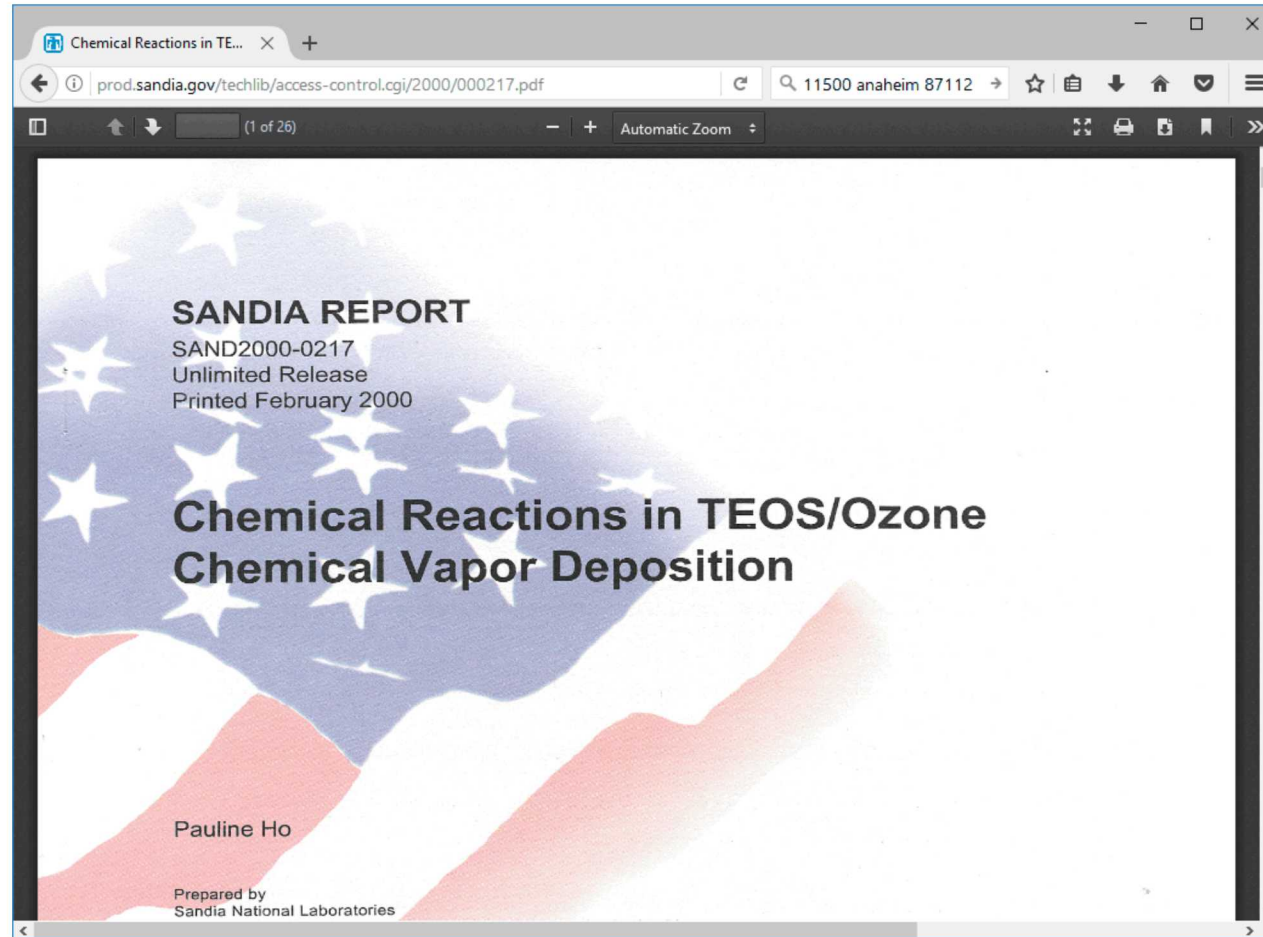 Chemical Reactions in TE...
prod.sandia.gov/techlib/access-control.cgi/2000/000217.pdf
11500 anaheim 87112
(1 of 26)
Automatic Zoom
SANDIA REPORT
SAND2000-0217
Unlimited Release
Printed February 2000
Chemical Reactions in TEOS/Ozone
Chemical Vapor Deposition
Pauline Ho
Prepared by
Sandia National Laboratories